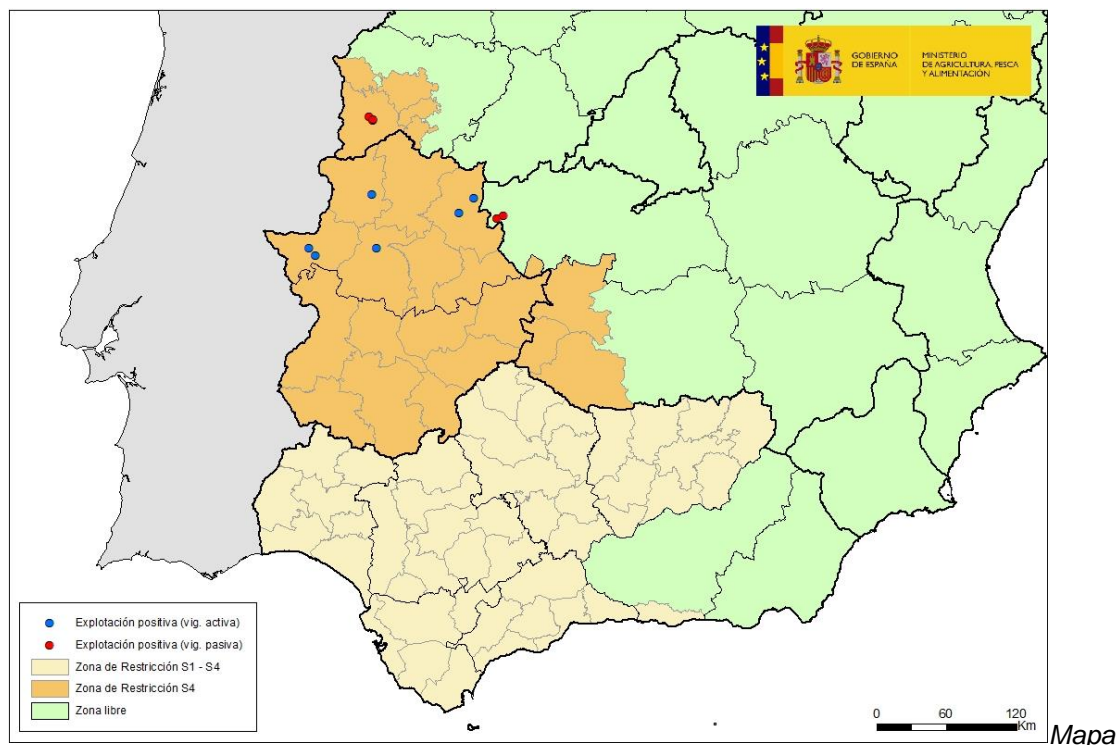 GOBIERNO
DE ESPAÑA
MINISTERIO
DE AGRICULTURA, PESCA
Y ALIMENTACIÓN
Explotación positiva (vig. activa)
Explotación positiva (vig. pasiva)
Zona de Restricción S1 - S4
Zona de Restricción S4
Zona libre
0 60 120
Km
Mapa